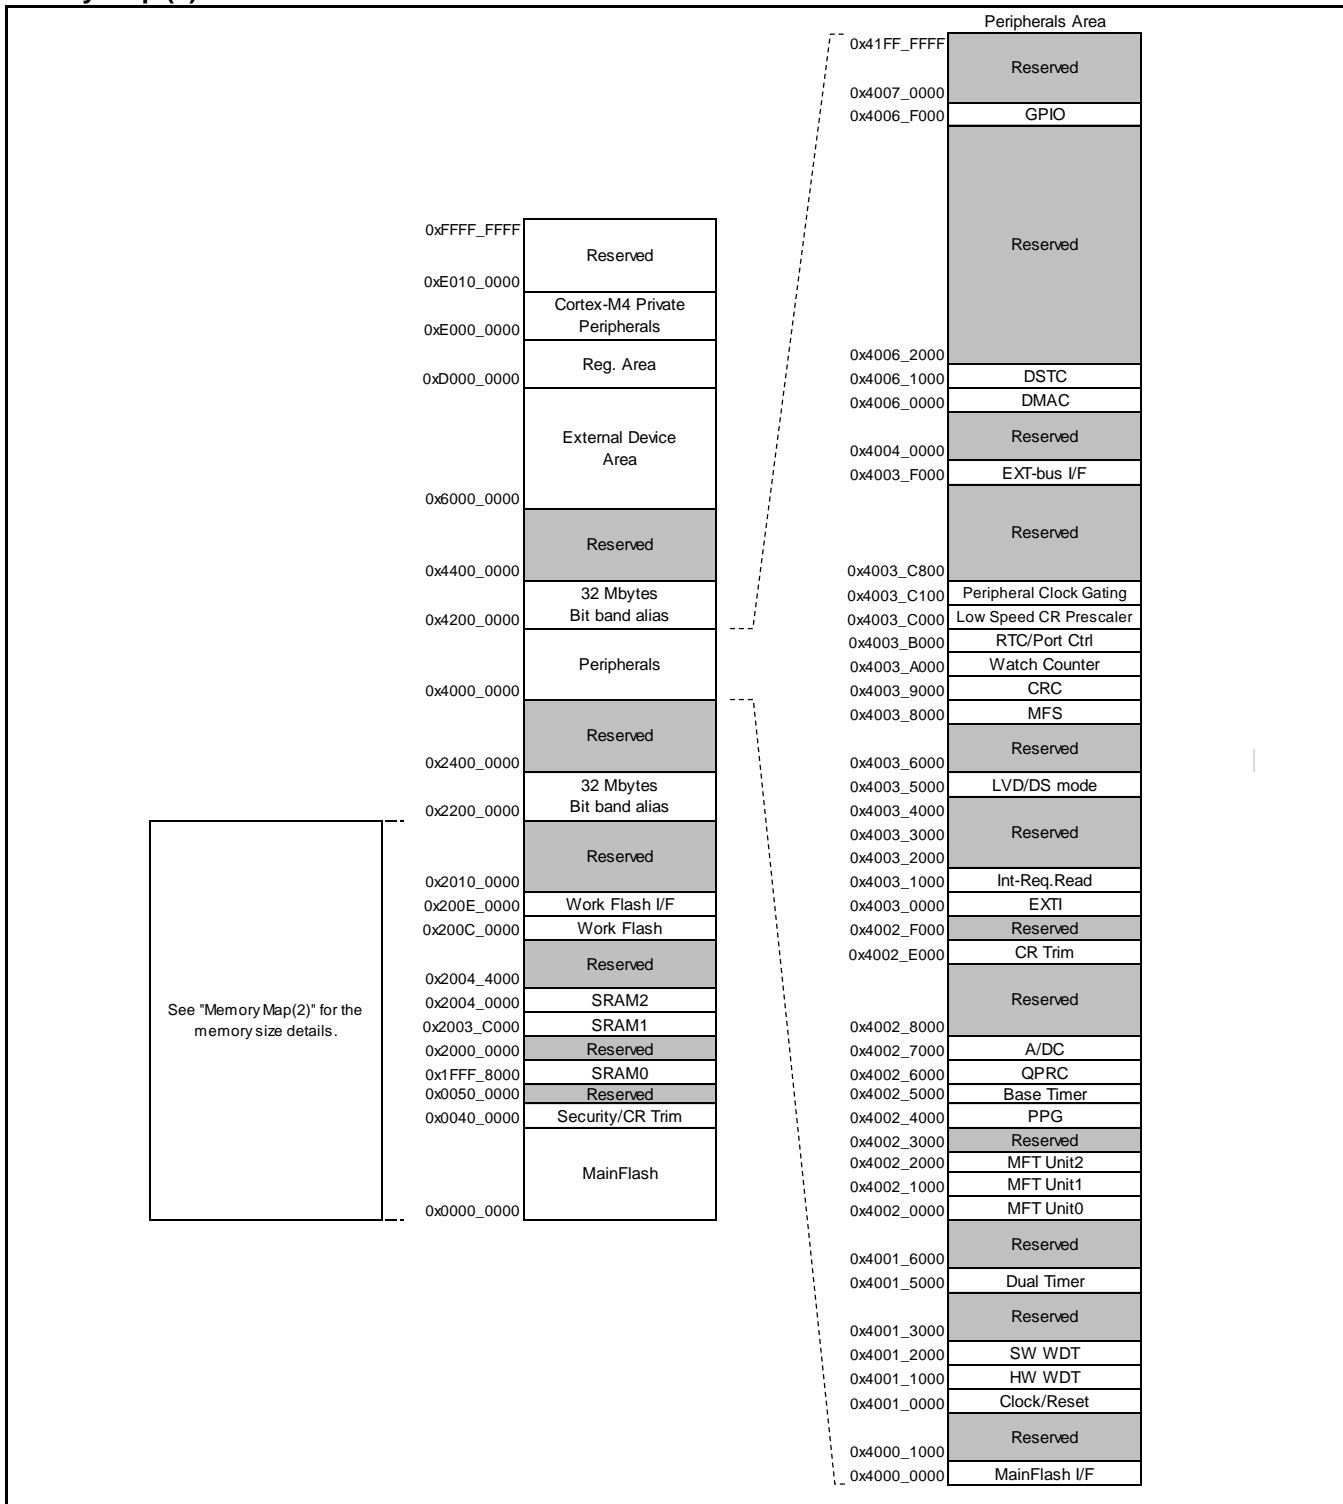 Peripherals Area
0x41FF_FFFF
Reserved
0x4007_0000
0x4006_F000 GPIO
Reserved
0x4006_2000
0x4006_1000 DSTC
0x4006_0000 DMAC
Reserved
0x4004_0000
0x4003_F000 EXT-bus I/F
Reserved
0x4003_C800
0x4003_C100 Peripheral Clock Gating
0x4003_C000 Low Speed CR Prescaler
0x4003_B000 RTC/Port Ctrl
0x4003_A000 Watch Counter
0x4003_9000 CRC
0x4003_8000 MFS
Reserved
0x4003_6000
0x4003_5000 LVD/DS mode
0x4003_4000
0x4003_3000 Reserved
0x4003_2000
0x4003_1000 Int-Req.Read
0x4003_0000 EXTI
0x4002_F000 Reserved
0x4002_E000 CR Trim
Reserved
0x4002_8000
0x4002_7000 A/DC
0x4002_6000 QPRC
0x4002_5000 Base Timer
0x4002_4000 PPG
0x4002_3000 Reserved
0x4002_2000 MFT Unit2
0x4002_1000 MFT Unit1
0x4002_0000 MFT Unit0
Reserved
0x4001_6000
0x4001_5000 Dual Timer
Reserved
0x4001_3000
0x4001_2000 SW WDT
0x4001_1000 HW WDT
0x4001_0000 Clock/Reset
Reserved
0x4000_1000
0x4000_0000 MainFlash I/F
0xFFFF_FFFF
Reserved
0xE010_0000
Cortex-M4 Private
Peripherals
0xE000_0000
Reg. Area
0xD000_0000
External Device
Area
0x6000_0000
Reserved
0x4400_0000
32 Mbytes
Bit band alias
0x4200_0000
Peripherals
0x4000_0000
Reserved
0x2400_0000
32 Mbytes
Bit band alias
0x2200_0000
Reserved
0x2010_0000
0x200E_0000 Work Flash I/F
0x200C_0000 Work Flash
Reserved
0x2004_4000
0x2004_0000 SRAM2
0x2003_C000 SRAM1
0x2000_0000 Reserved
0x1FFF_8000 SRAM0
0x0050_0000 Reserved
0x0040_0000 Security/CR Trim
MainFlash
0x0000_0000
See "Memory Map(2)" for the
memory size details.